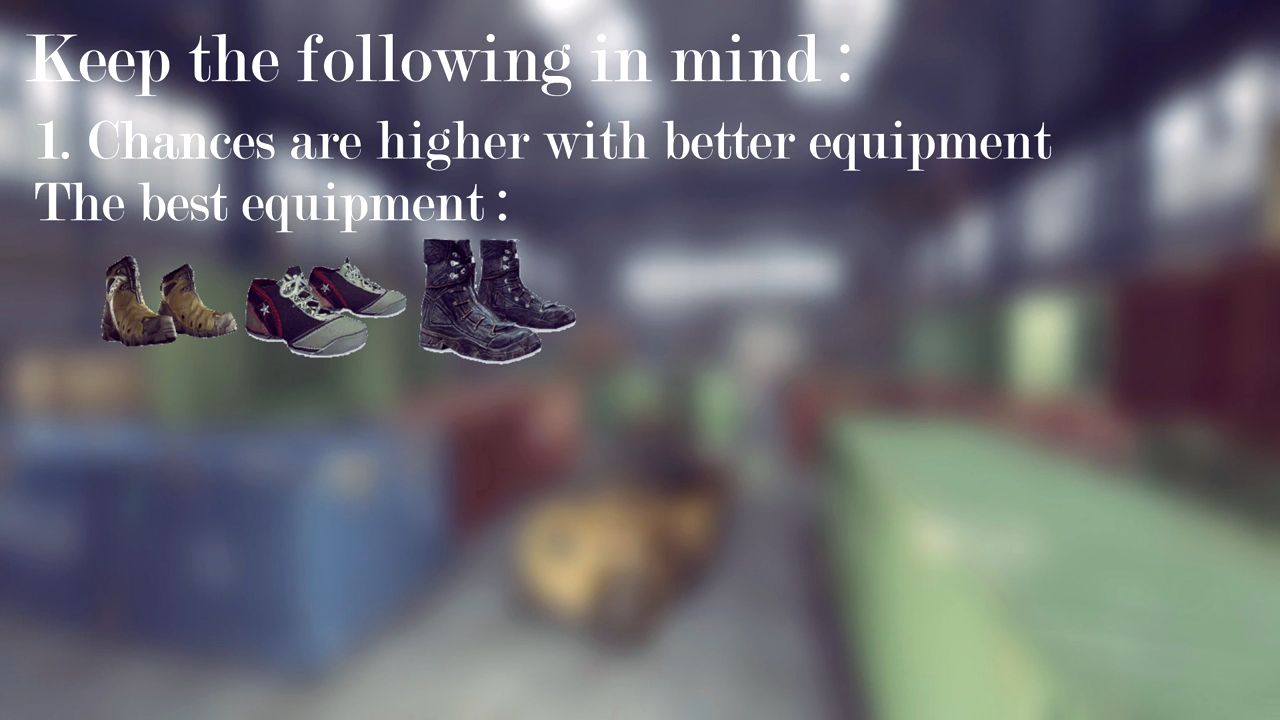 Keep the following in mind :
1. Chances are higher with better equipment
The best equipment :